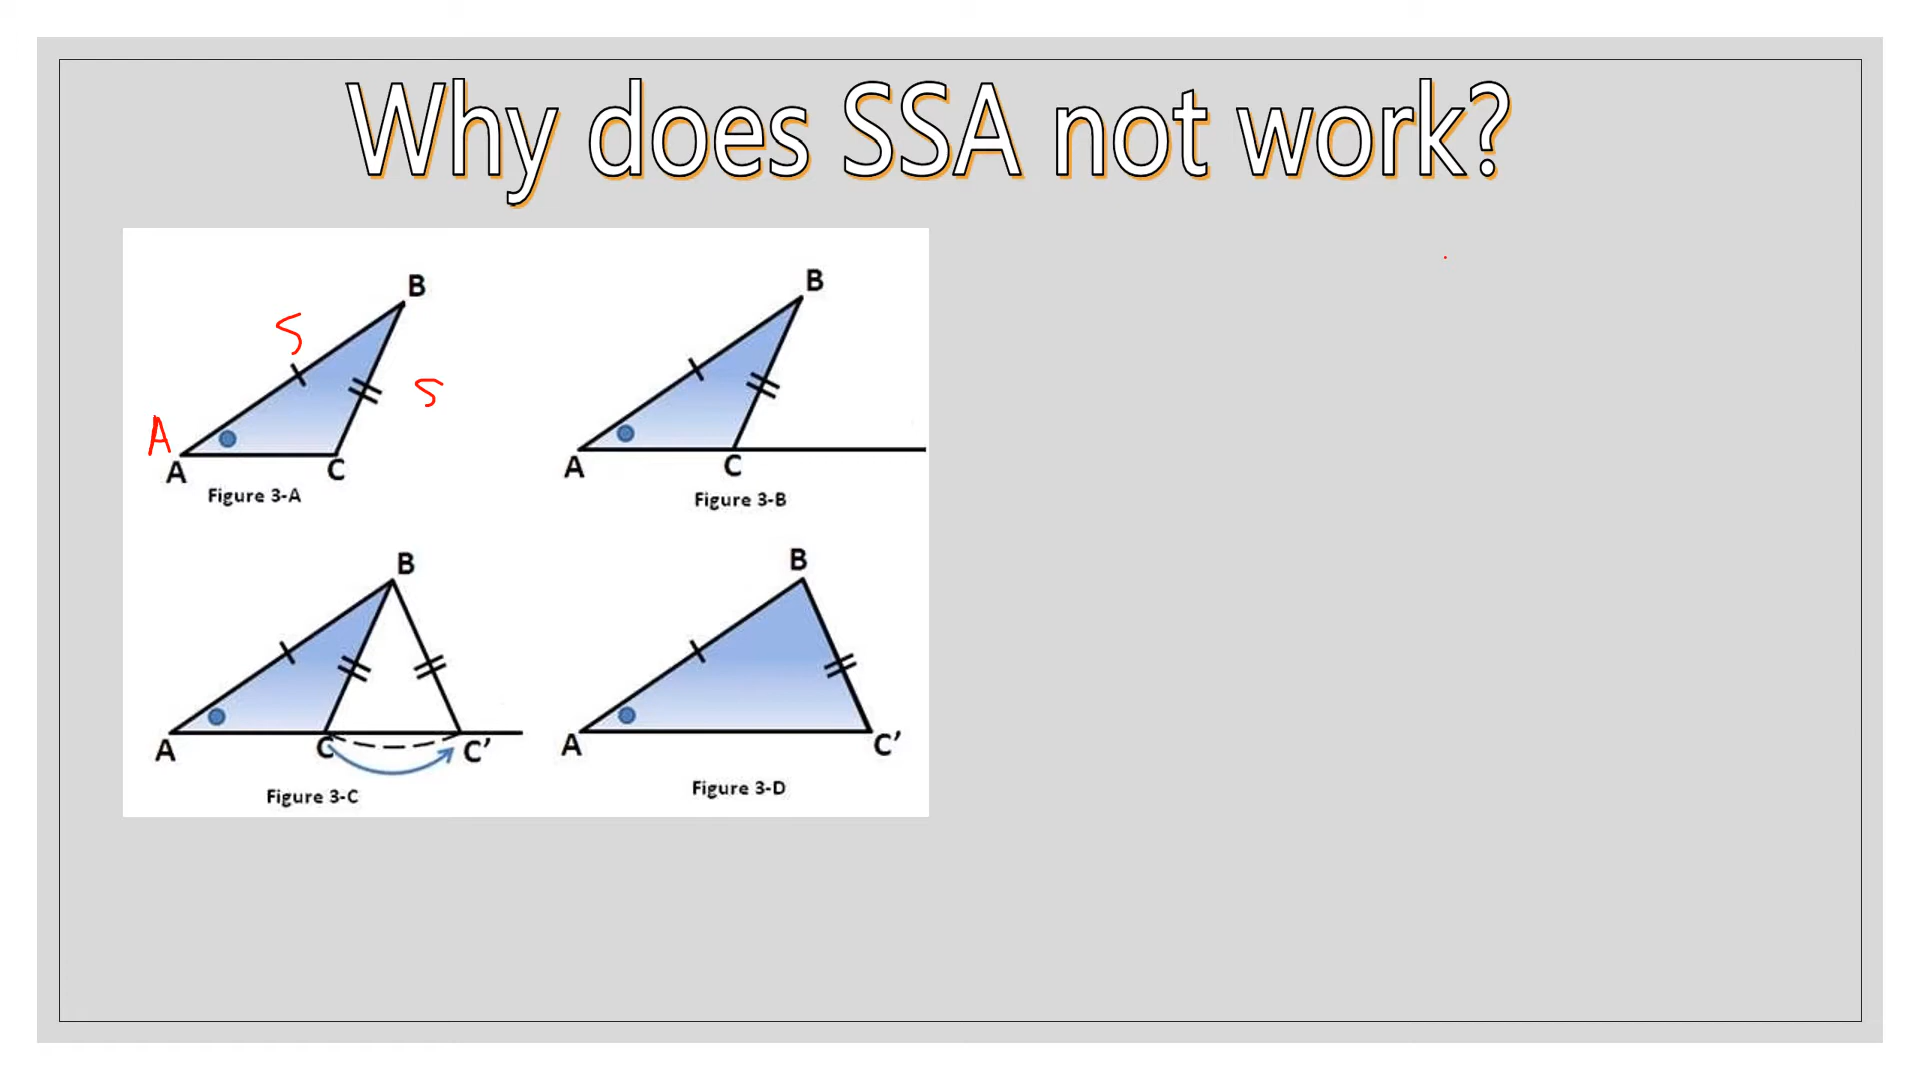 Why does SSA not work?
B
S
S
A
A
C
Figure 3-A
B
A
C
Figure 3-B
B
A
C
C’
Figure 3-C
B
A
C’
Figure 3-D